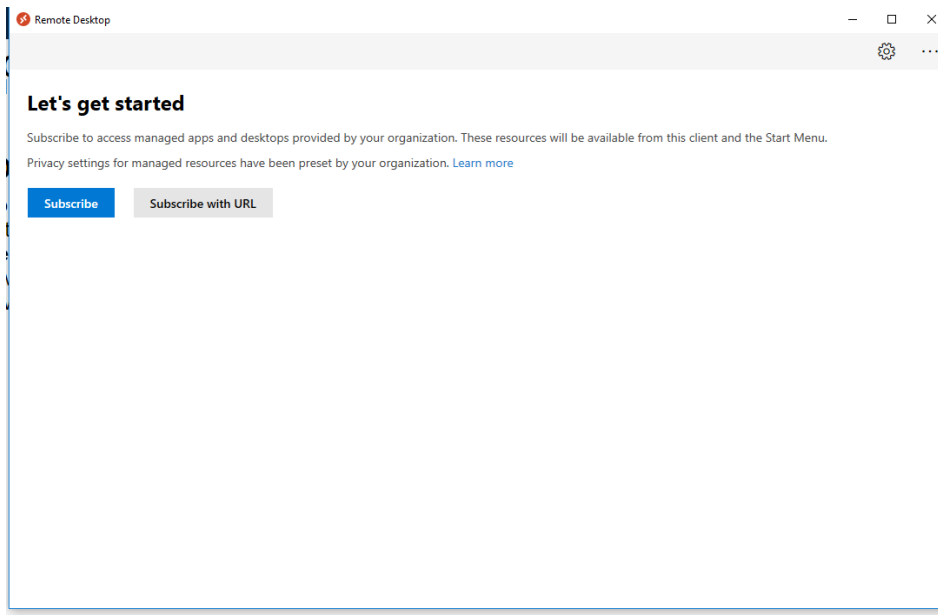 Remote Desktop
Let's get started
Subscribe to access managed apps and desktops provided by your organization. These resources will be available from this client and the Start Menu.
Privacy settings for managed resources have been preset by your organization. Learn more
Subscribe Subscribe with URL